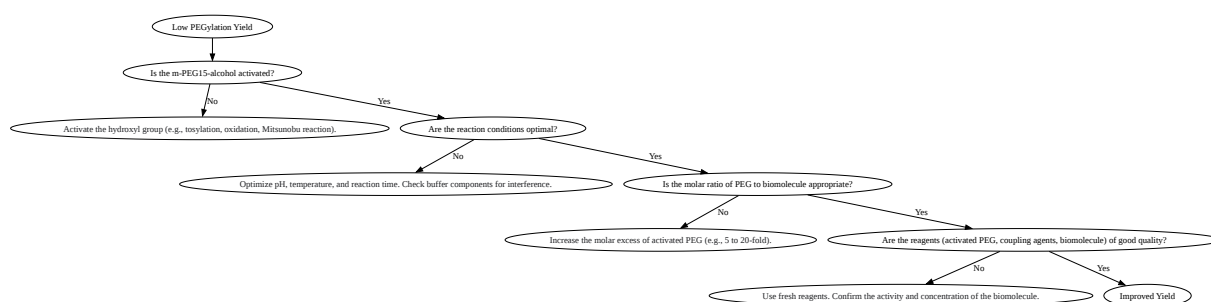 Low PEGylation Yield
Is the m-PEG15-alcohol activated?
No
Yes
Activate the hydroxyl group (e.g., tosylation, oxidation, Mitsunobu reaction).
Are the reaction conditions optimal?
No
Yes
Optimize pH, temperature, and reaction time. Check buffer components for interference.
Is the molar ratio of PEG to biomolecule appropriate?
No
Yes
Increase the molar excess of activated PEG (e.g., 5 to 20-fold).
Are the reagents (activated PEG, coupling agents, biomolecule) of good quality?
No
Yes
Use fresh reagents. Confirm the activity and concentration of the biomolecule.
Improved Yield